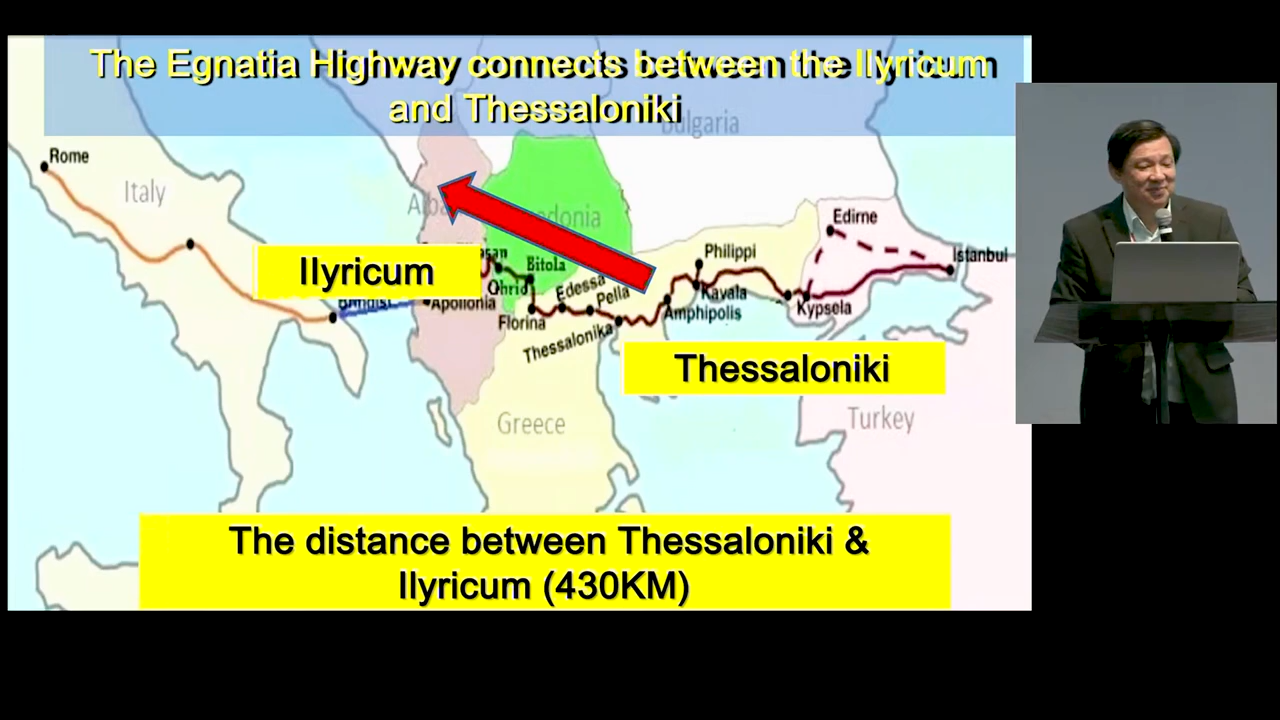 The Egnatia Highway connects between the Ilyricum
and Thessaloniki
Bulgaria
Rome
Italy
Edirne
Istanbul
Philippi
Bitola
Ilyricum
Ohrid
Edessa
Pella
Kavala
Kypsela
Apollonia
Amphipolis
Florina
Thessalonika
Thessaloniki
Greece
Turkey
The distance between Thessaloniki &
Ilyricum (430KM)